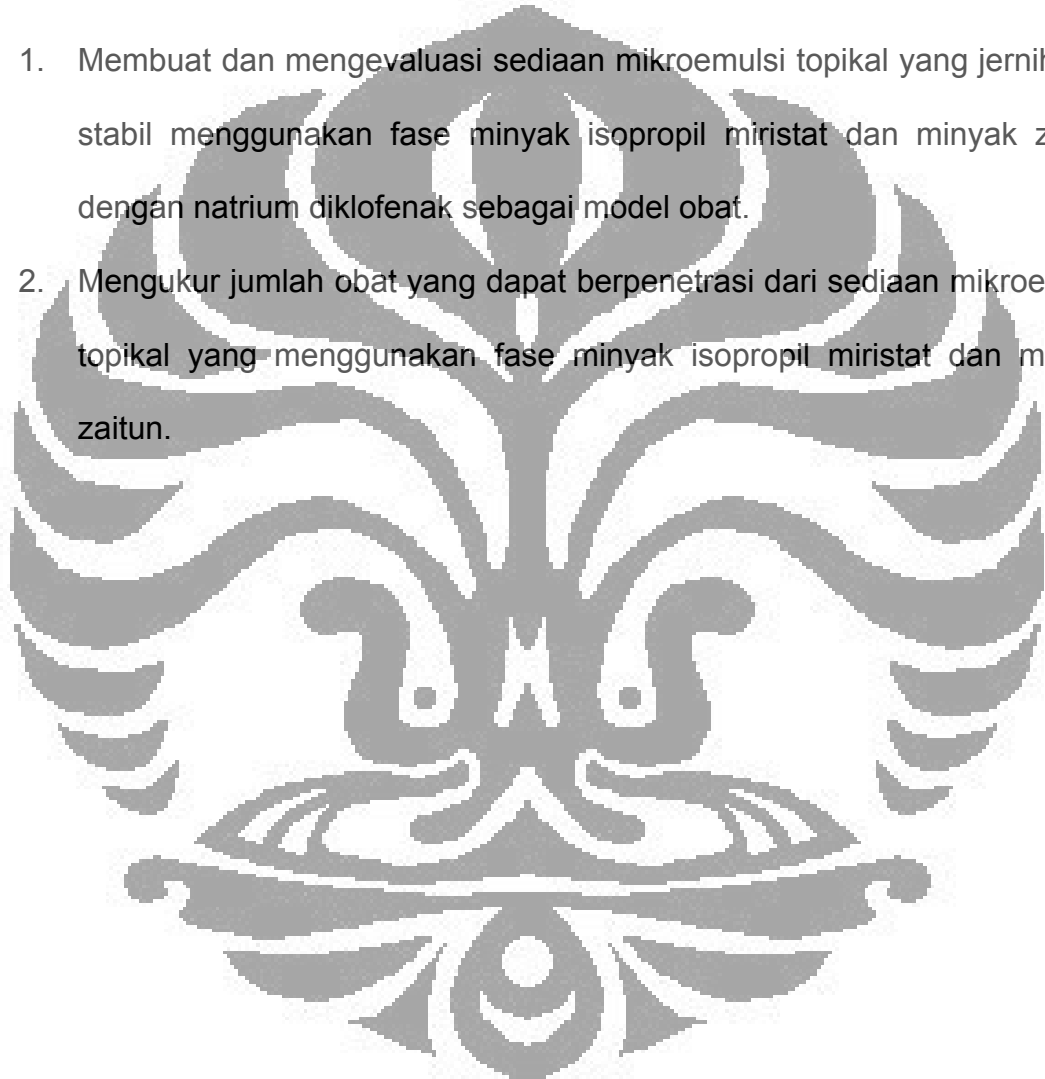 1. Membuat dan mengevaluasi sediaan mikroemulsi topikal yang jernih
stabil menggunakan fase minyak isopropil miristat dan minyak z
dengan natrium diklofenak sebagai model obat.
2. Mengukur jumlah obat yang dapat berpenetrasi dari sediaan mikroe
topikal yang menggunakan fase minyak isopropil miristat dan m
zaitun.